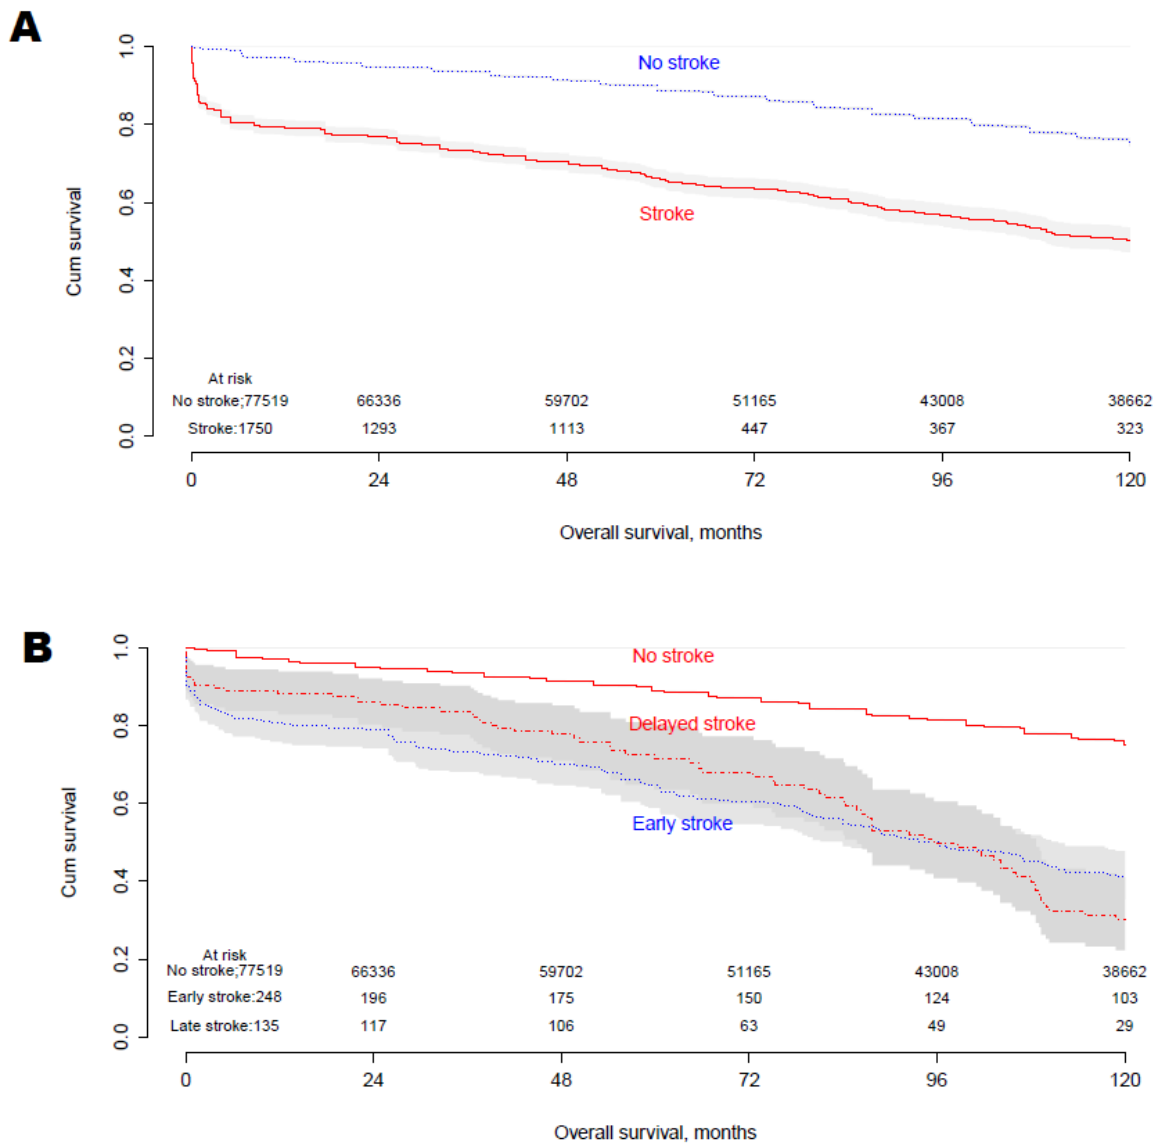 A
No stroke
Stroke
Cum survival
1.0
0.8
0.6
0.4
0.2
0.0
At risk
No stroke;77519 66336 59702 51165 43008 38662
Stroke:1750 1293 1113 447 367 323
0 24 48 72 96 120
Overall survival, months
B
No stroke
Delayed stroke
Early stroke
Cum survival
1.0
0.8
0.6
0.4
0.2
0.0
At risk
No stroke;77519 66336 59702 51165 43008 38662
Early stroke:248 196 175 150 124 103
Late stroke:135 117 106 63 49 29
0 24 48 72 96 120
Overall survival, months